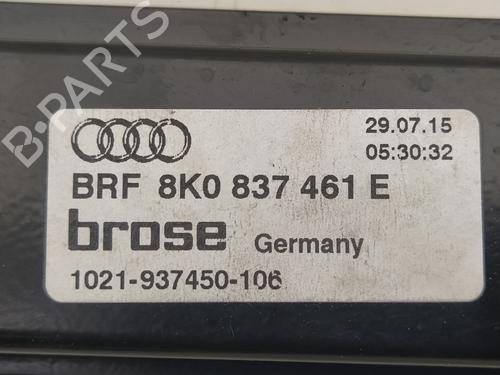 29.07.15
05:30:32
BRF 8K0 837 461 E
brose Germany
1021-937450-106
B-PARTS